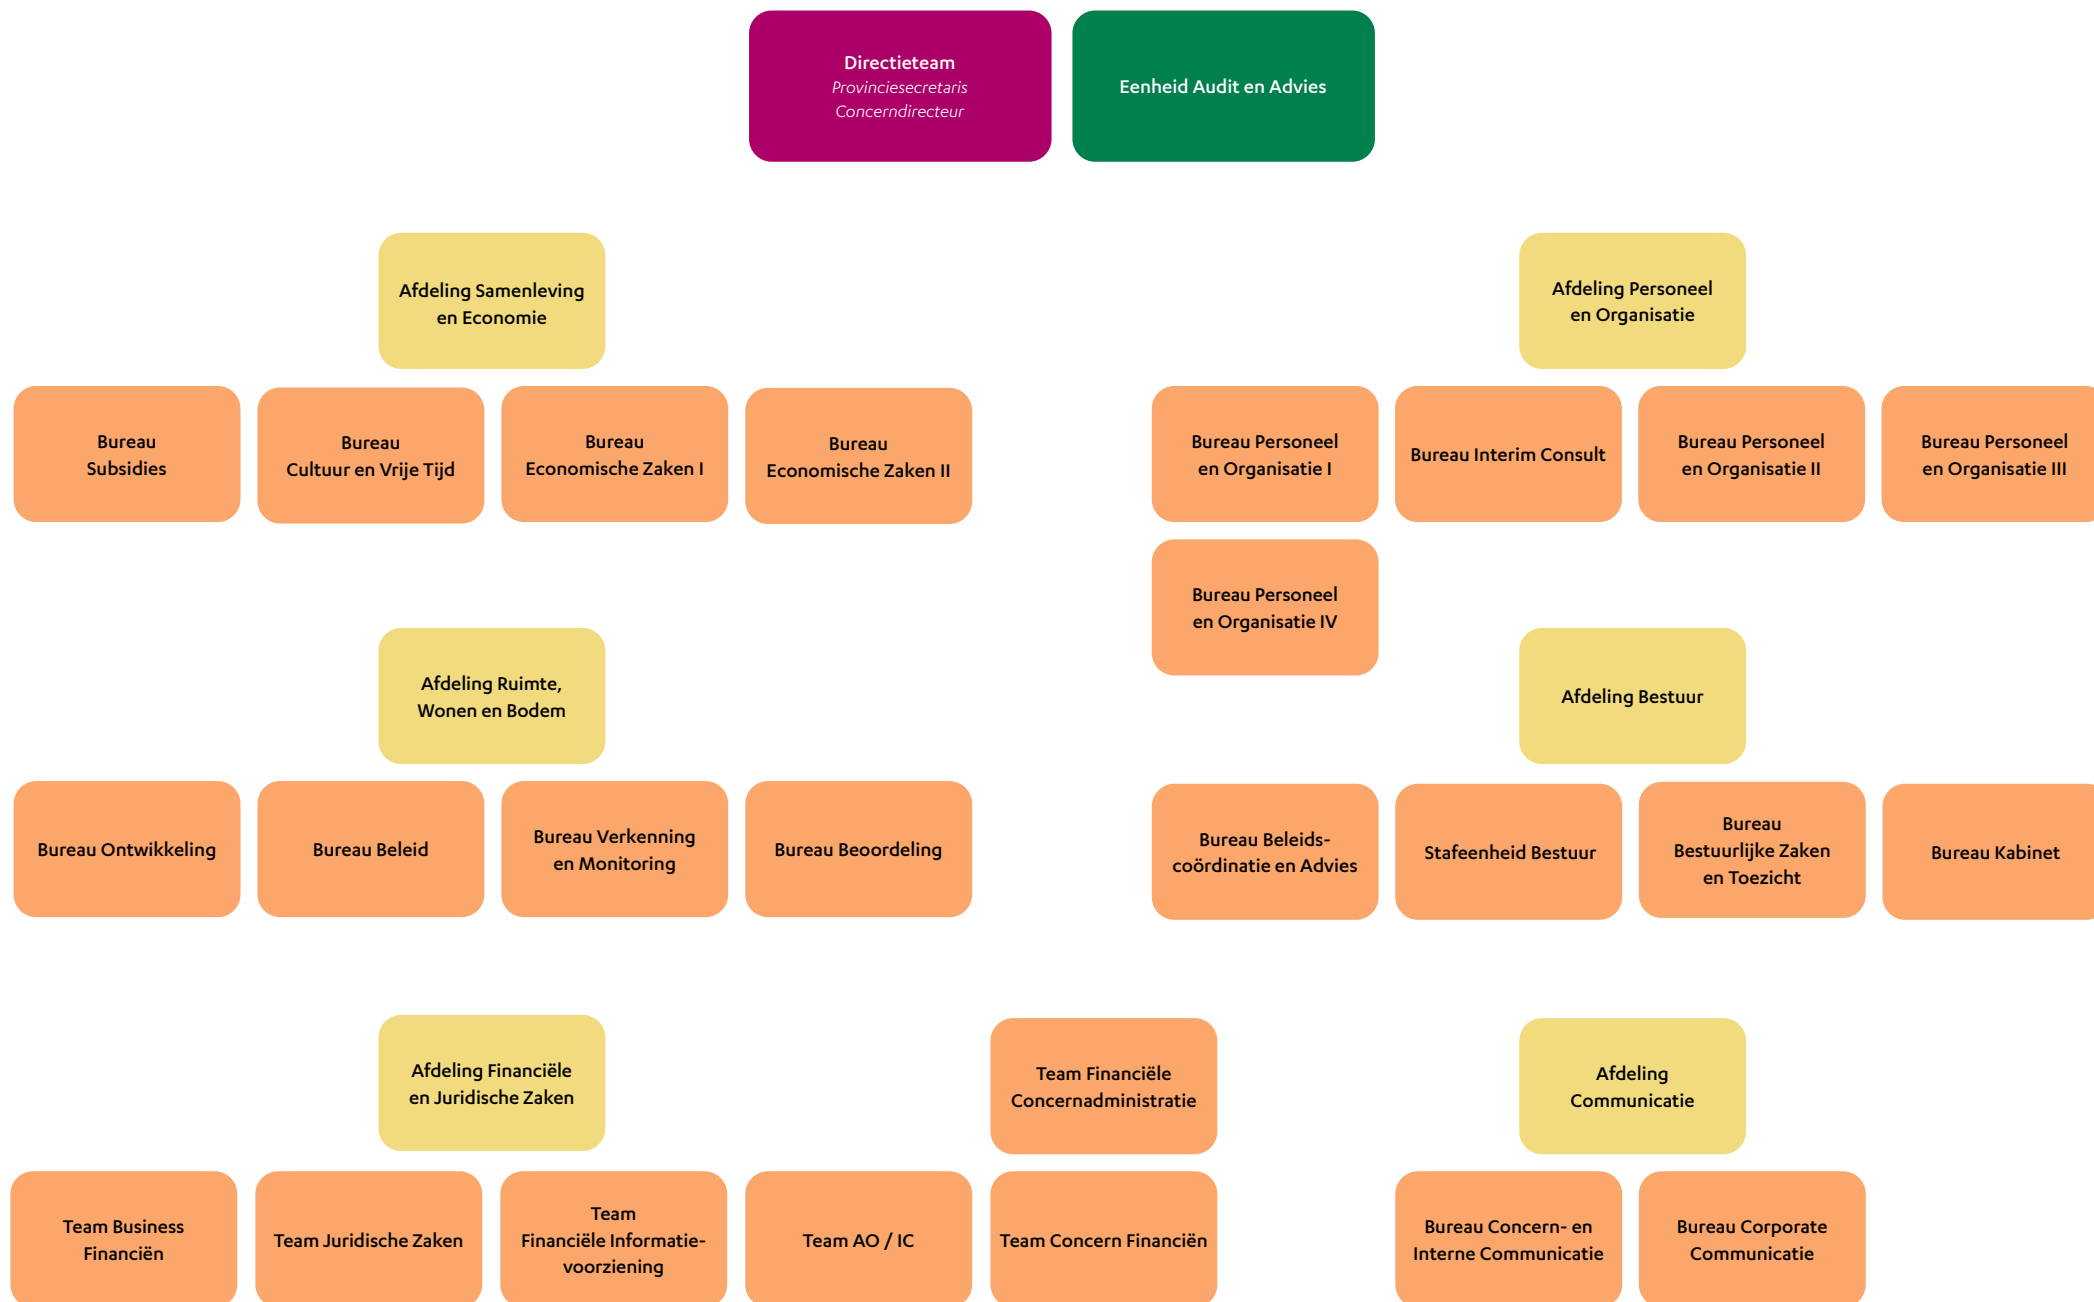 Directieteam
Provinciesecretaris
Concerndirecteur
Eenheid Audit en Advies
Afdeling Samenleving
en Economie
Bureau
Subsidies
Bureau
Cultuur en Vrije Tijd
Bureau
Economische Zaken I
Bureau
Economische Zaken II
Afdeling Personeel
en Organisatie
Bureau Personeel
en Organisatie I
Bureau Interim Consult
Bureau Personeel
en Organisatie II
Bureau Personeel
en Organisatie III
Bureau Personeel
en Organisatie IV
Afdeling Ruimte,
Wonen en Bodem
Bureau Ontwikkeling
Bureau Beleid
Bureau Verkenning
en Monitoring
Bureau Beoordeling
Afdeling Bestuur
Bureau Beleids-
coördinatie en Advies
Stafeenheid Bestuur
Bureau
Bestuurlijke Zaken
en Toezicht
Bureau Kabinet
Afdeling Financiële
en Juridische Zaken
Team Financiële
Concernadministratie
Team Business
Financiën
Team Juridische Zaken
Team
Financiële Informatie-
voorziening
Team AO / IC
Team Concern Financiën
Afdeling
Communicatie
Bureau Concern- en
Interne Communicatie
Bureau Corporate
Communicatie